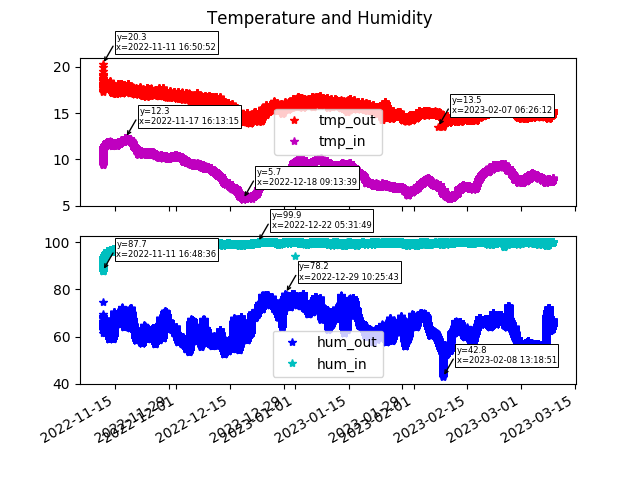 Temperature and Humidity
y=20.3
x=2022-11-11 16:50:52
y=12.3
x=2022-11-17 16:13:15
y=13.5
x=2023-02-07 06:26:12
y=5.7
x=2022-12-18 09:13:39
20
15
10
5
tmp_out
tmp_in
y=99.9
x=2022-12-22 05:31:49
y=87.7
x=2022-11-11 16:48:36
y=78.2
x=2022-12-29 10:25:43
y=42.8
x=2023-02-08 13:18:51
100
80
60
40
hum_out
hum_in
2022-11-15
2022-12-01
2022-12-15
2023-01-01
2023-01-15
2023-02-01
2023-02-15
2023-03-01
2023-03-15